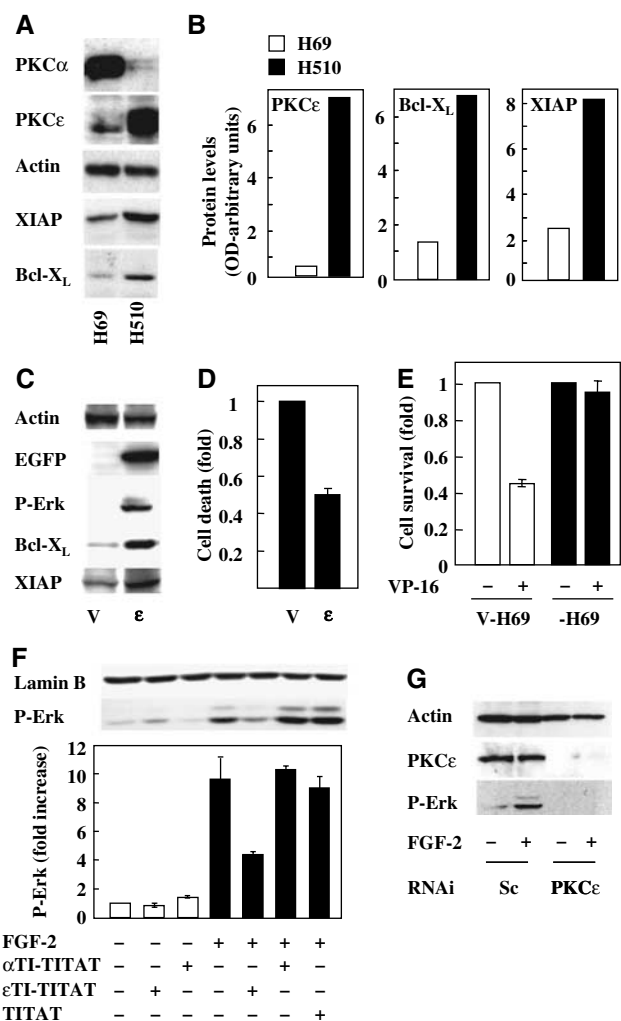 A
PKCα
PKCε
Actin
XIAP
Bcl-XL
H69
H510
B
H69
H510
Protein levels
(OD-arbitrary units)
PKCε
6
4
2
0
Bcl-XL
6
4
2
0
XIAP
8
6
4
2
0
C
Actin
EGFP
P-Erk
Bcl-XL
XIAP
V ε
D
Cell death (fold)
1
0.8
0.6
0.4
0.2
V ε
E
Cell survival (fold)
1
0.8
0.6
0.4
0.2
0
VP-16 – + – +
V-H69 -H69
F
Lamin B
P-Erk
P-Erk (fold increase)
12
10
8
6
4
2
0
FGF-2 – – – + + + +
αTI-TITAT – – + – – + –
εTI-TITAT – + – – + – –
TITAT – – – – – – +
G
Actin
PKCε
P-Erk
FGF-2 – + – +
RNAi Sc PKCε